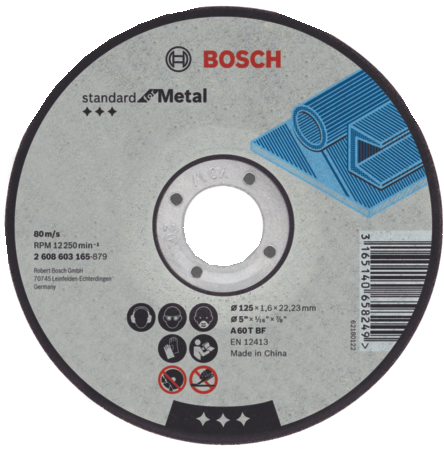 BOSCH
standard for Metal
80 m/s
RPM 12 250 min⁻¹
2 608 603 165-879
Robert Bosch GmbH
70745 Leinfelden-Echterdingen
Germany
Ø 125 × 1,6 × 22,23 mm
Ø 5" × 1/16" × 7/8"
A 60 T BF
EN 12413
Made in China
3 165140 658249 >
62180122